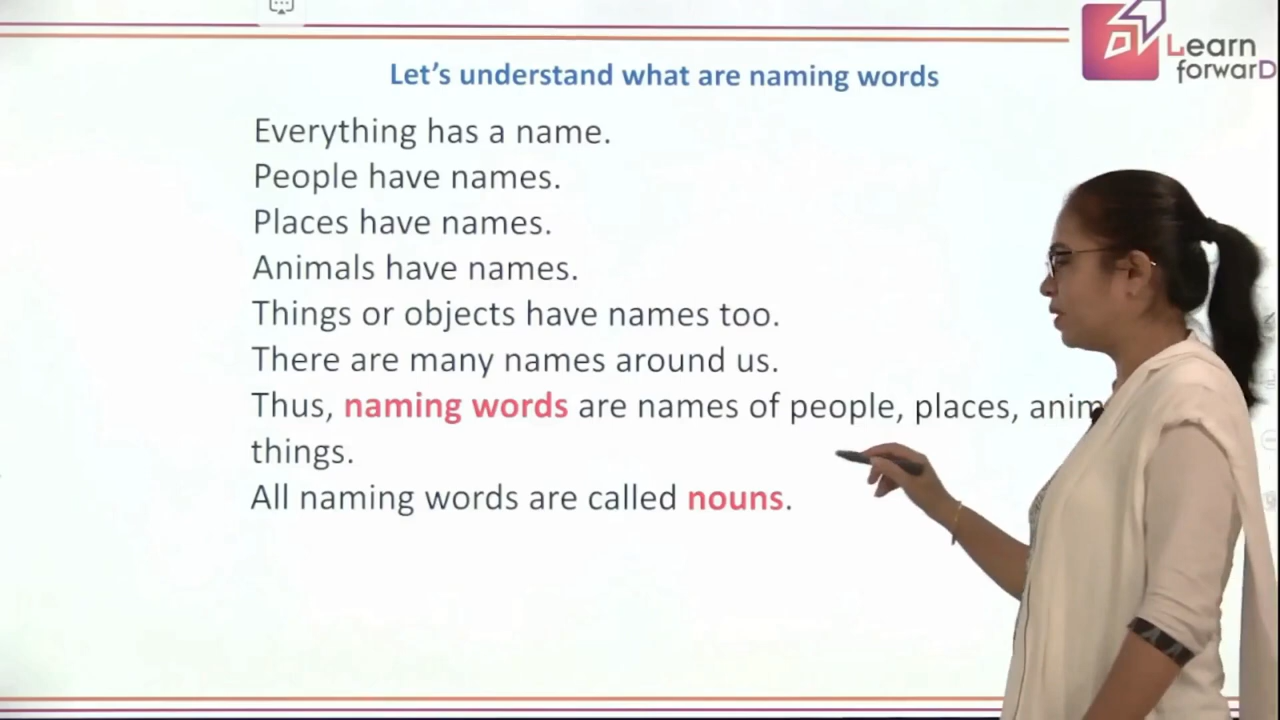 Learn
forwarD
Let's understand what are naming words
Everything has a name.
People have names.
Places have names.
Animals have names.
Things or objects have names too.
There are many names around us.
Thus, naming words are names of people, places,
things.
All naming words are called nouns.